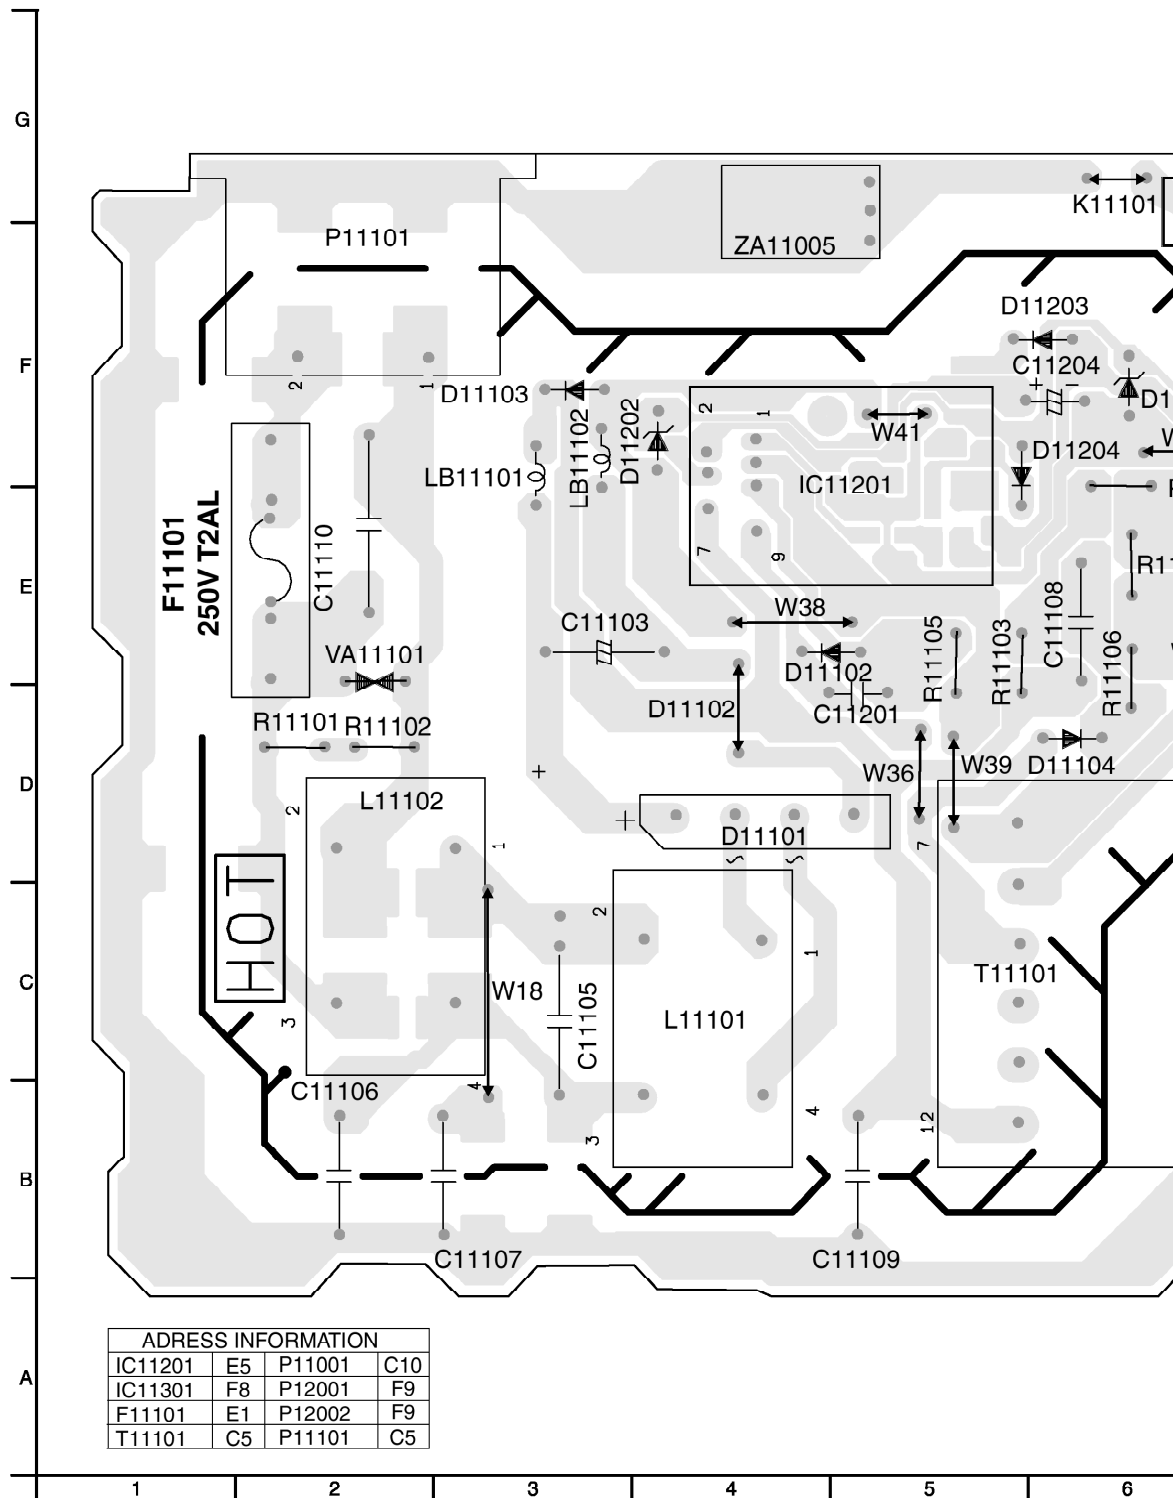 G
K11101
P11101
ZA11005
D11203
F
C11204
+ -
2
1
D11103
D1
2
1
W41
LB11102
D11202
D11204
W
LB11101
IC11201
F11101
250V T2AL
C11110
7
9
R11
E
W38
C11103
C11108
R11105
R11103
R11106
VA11101
D11102
D11102
C11201
R11101
R11102
W36
W39
D11104
+
D
L11102
2
1
+
D11101
7
HOT
2
1
T11101
C
W18
C11105
L11101
3
C11106
4
3
4
12
B
C11107
C11109
ADRESS INFORMATION
IC11201 E5 P11001 C10
IC11301 F8 P12001 F9
F11101 E1 P12002 F9
T11101 C5 P11101 C5
A
1 2 3 4 5 6